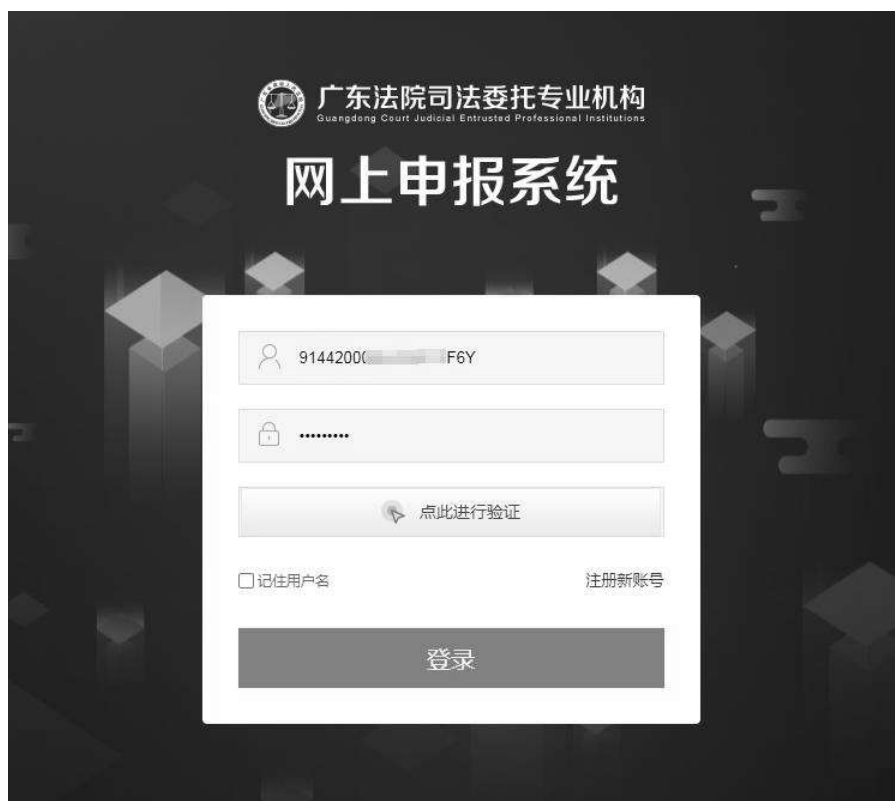 广东法院司法委托专业机构
Guangdong Court Judicial Entrusted Professional Institutions
网上申报系统
9144200 F6Y
•••••••••
点此进行验证
记住用户名 注册新账号
登录